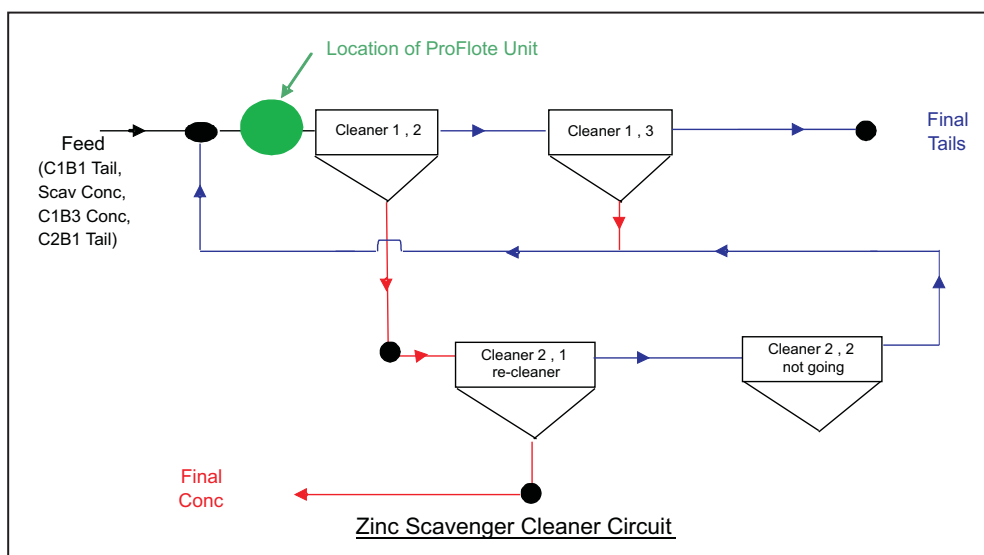 Location of ProFlote Unit
Cleaner 1 , 2
Cleaner 1 , 3
Final
Tails
Feed
(C1B1 Tail,
Scav Conc,
C1B3 Conc,
C2B1 Tail)
Cleaner 2 , 1
re-cleaner
Cleaner 2 , 2
not going
Final
Conc
Zinc Scavenger Cleaner Circuit